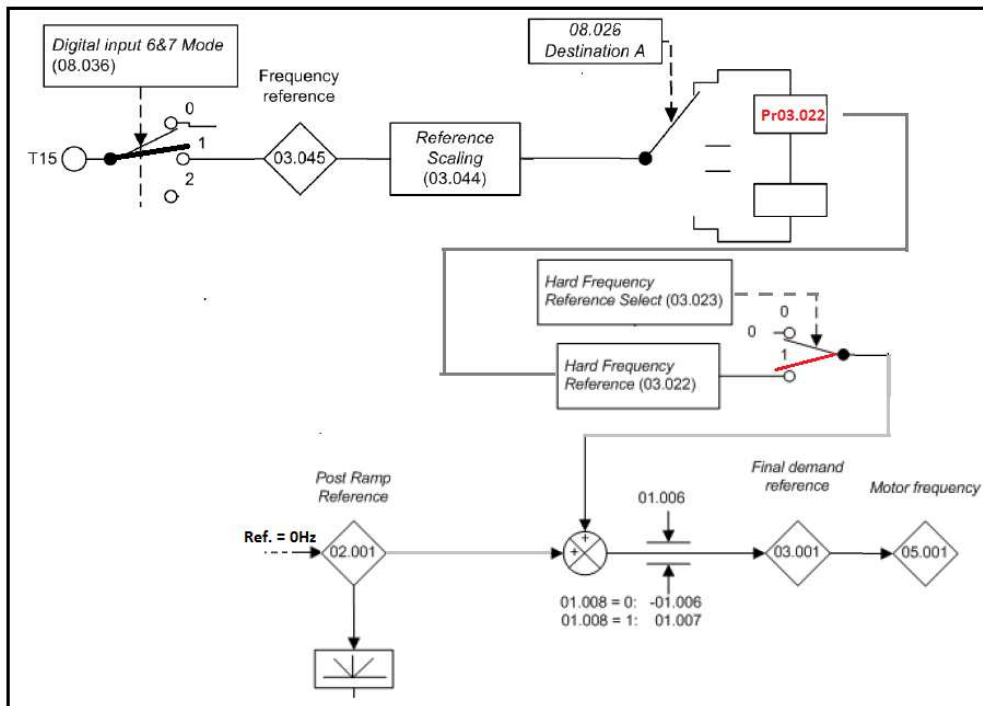 Digital input 6&7 Mode
(08.036)
08.026
Destination A
Frequency
reference
0
1
2
T15
03.045
Reference
Scaling
(03.044)
Pr03.022
Hard Frequency
Reference Select (03.023)
0
0
1
Hard Frequency
Reference (03.022)
Post Ramp
Reference
Final demand
reference
Motor frequency
01.006
Ref. = 0Hz
02.001
+
+
03.001
05.001
01.008 = 0: -01.006
01.008 = 1: 01.007